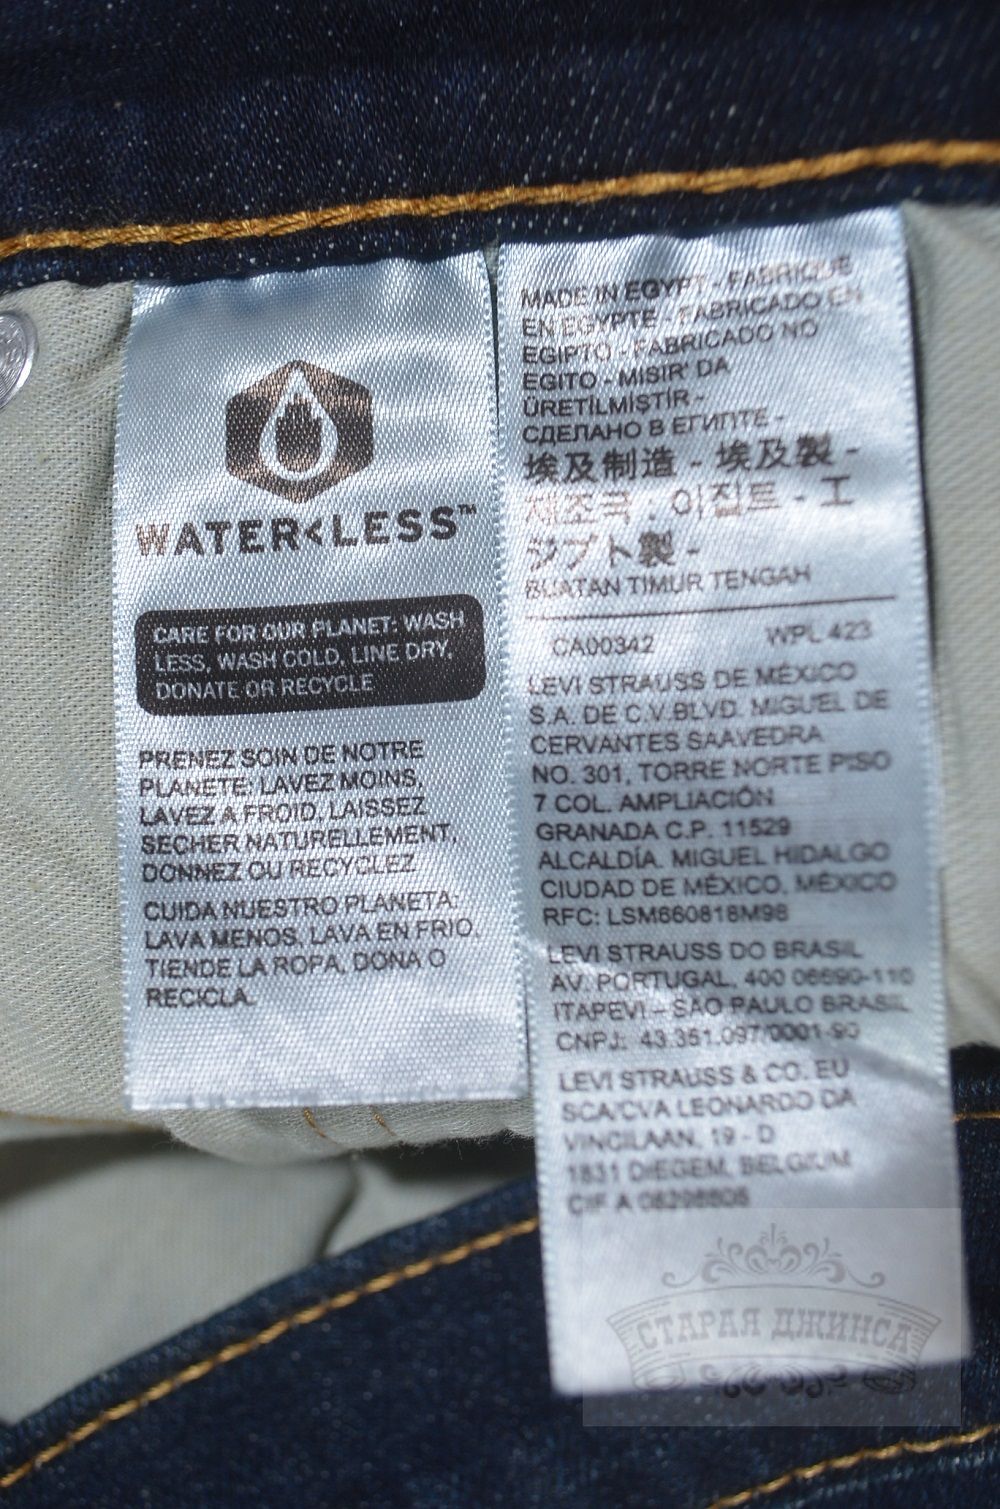 WATER<LESS™
CARE FOR OUR PLANET: WASH
LESS, WASH COLD, LINE DRY,
DONATE OR RECYCLE
PRENEZ SOIN DE NOTRE
PLANETE: LAVEZ MOINS,
LAVEZ A FROID, LAISSEZ
SECHER NATURELLEMENT,
DONNEZ OU RECYCLEZ
CUIDA NUESTRO PLANETA:
LAVA MENOS, LAVA EN FRIO,
TIENDE LA ROPA, DONA O
RECICLA.
MADE IN EGYPT - FABRIQUE
EN EGYPTE - FABRICADO EN
EGIPTO - FABRICADO NO
EGITO - MISIR' DA
ÜRETİLMİŞTİR -
СДЕЛАНО В ЕГИПТЕ -
埃及制造 - 埃及製 -
제조국 : 이집트 - エ
ジプト製 -
BUATAN TIMUR TENGAH
CA00342 WPL 423
LEVI STRAUSS DE MÉXICO
S.A. DE C.V.BLVD. MIGUEL DE
CERVANTES SAAVEDRA
NO. 301, TORRE NORTE PISO
7 COL. AMPLIACIÓN
GRANADA C.P. 11529
ALCALDÍA. MIGUEL HIDALGO
CIUDAD DE MÉXICO, MÉXICO
RFC: LSM660818M98
LEVI STRAUSS DO BRASIL
AV. PORTUGAL, 400 06690-110
ITAPEVI – SÃO PAULO BRASIL
CNPJ: 43.351.097/0001-90
LEVI STRAUSS & CO. EU
SCA/CVA LEONARDO DA
VINCILAAN, 19 - D
1831 DIEGEM, BELGIUM
CIF A 08298808
СТАРАЯ ДЖИНСА